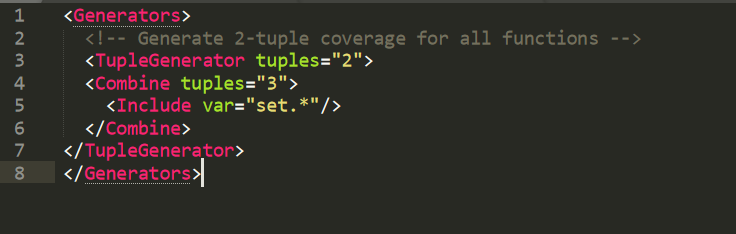 1 <Generators>
2 <!-- Generate 2-tuple coverage for all functions -->
3 <TupleGenerator tuples="2">
4 <Combine tuples="3">
5 <Include var="set.*"/>
6 </Combine>
7 </TupleGenerator>
8 </Generators>